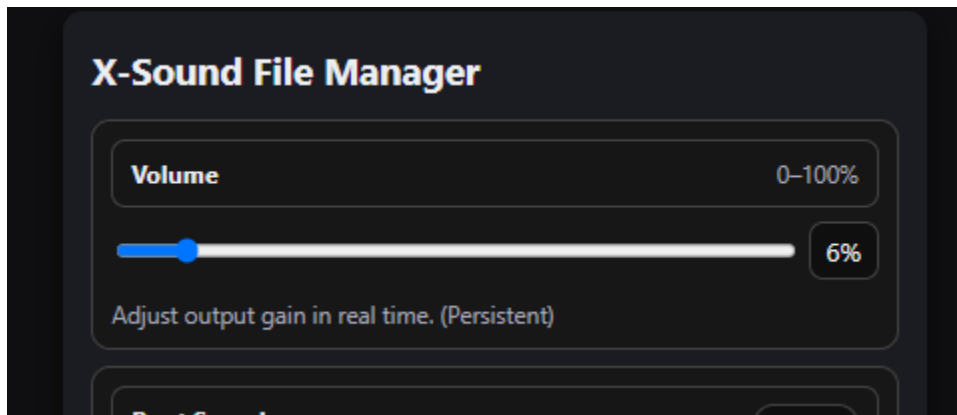 X-Sound File Manager
Volume
0–100%
6%
Adjust output gain in real time. (Persistent)